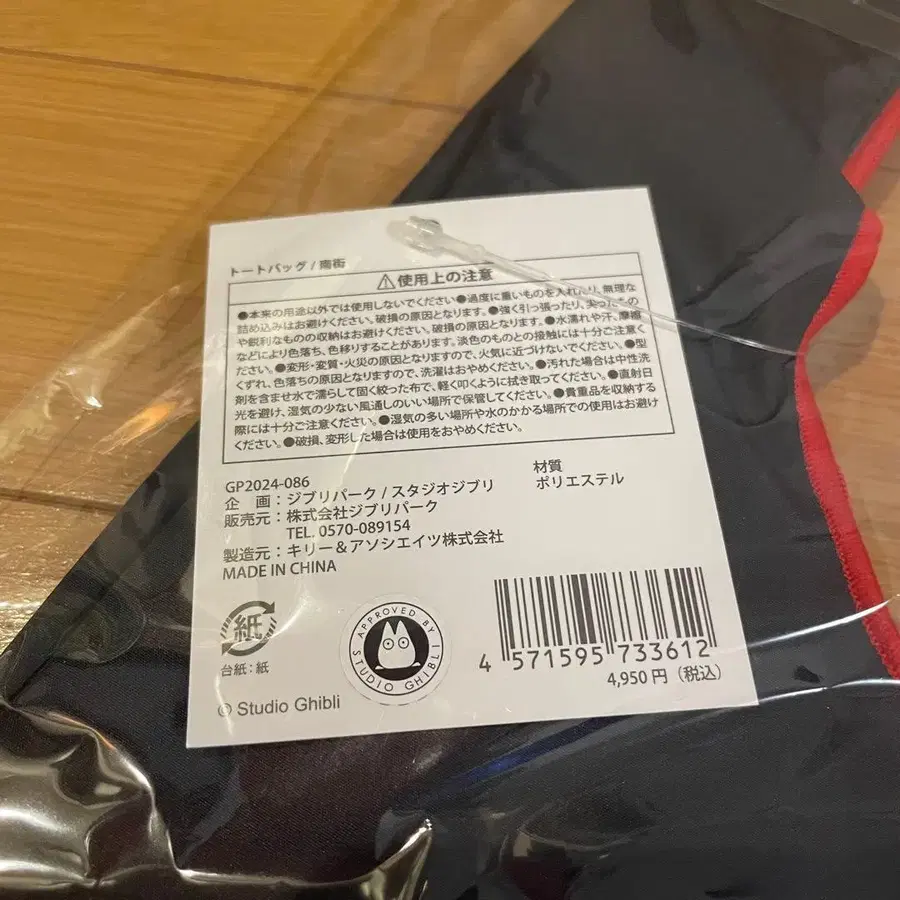 トートバッグ / 南街
⚠使用上の注意
●本来の用途以外では使用しないでください●過度に重いものを入れたり、無理な
詰め込みはお避けください。破損の原因となります。●強く引っ張ったり、尖ったもの
や鋭利なものの収納はお避けください。破損の原因となります。●水濡れや汗、摩擦
などにより色落ち、色移りすることがあります。淡色のものとの接触には十分ご注意く
ださい。●変形・変質・火災の原因となりますので、火気に近づけないでください。●型
くずれ、色落ちの原因となりますので、洗濯はおやめください。●汚れた場合は中性洗
剤を含ませ水で濡らして固く絞った布で、軽く叩くように拭き取ってください。●直射日
光を避け、湿気の少ない風通しのいい場所で保管してください。●貴重品を収納する
際には十分ご注意ください。●湿気の多い場所や水のかかる場所での使用はお避け
ください。●破損、変形した場合は使用をおやめください。
GP2024-086
企 画：ジブリパーク / スタジオジブリ
販売元：株式会社ジブリパーク
TEL. 0570-089154
製造元：キリー＆アソシエイツ株式会社
MADE IN CHINA
材質
ポリエステル
紙
台紙：紙
APPROVED BY
STUDIO GHIBLI
© Studio Ghibli
4 571595 733612
4,950 円（税込）